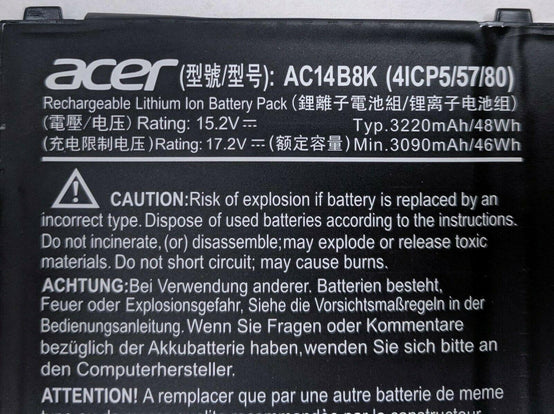 acer (型號/型号): AC14B8K (4ICP5/57/80)
Rechargeable Lithium Ion Battery Pack (鋰離子電池組/锂离子电池组)
(電壓/电压) Rating: 15.2V⎓ Typ.3220mAh/48Wh
(充电限制电压) Rating: 17.2V⎓ (额定容量) Min.3090mAh/46Wh
CAUTION:Risk of explosion if battery is replaced by an
incorrect type. Dispose of used batteries according to the instructions.
Do not incinerate, (or) disassemble; may explode or release toxic
materials. Do not short circuit; may cause burns.
ACHTUNG:Bei Verwendung anderer. Batterien besteht,
Feuer oder Explosionsgefahr, Siehe die Vorsichtsmaßregeln in der
Bedienungsanleitung. Wenn Sie Fragen oder Kommentare
bezüglich der Akkubatterie haben,wenden Sie sich bitte an
den Computerhersteller.
ATTENTION! A remplacer que par une autre batterie de meme